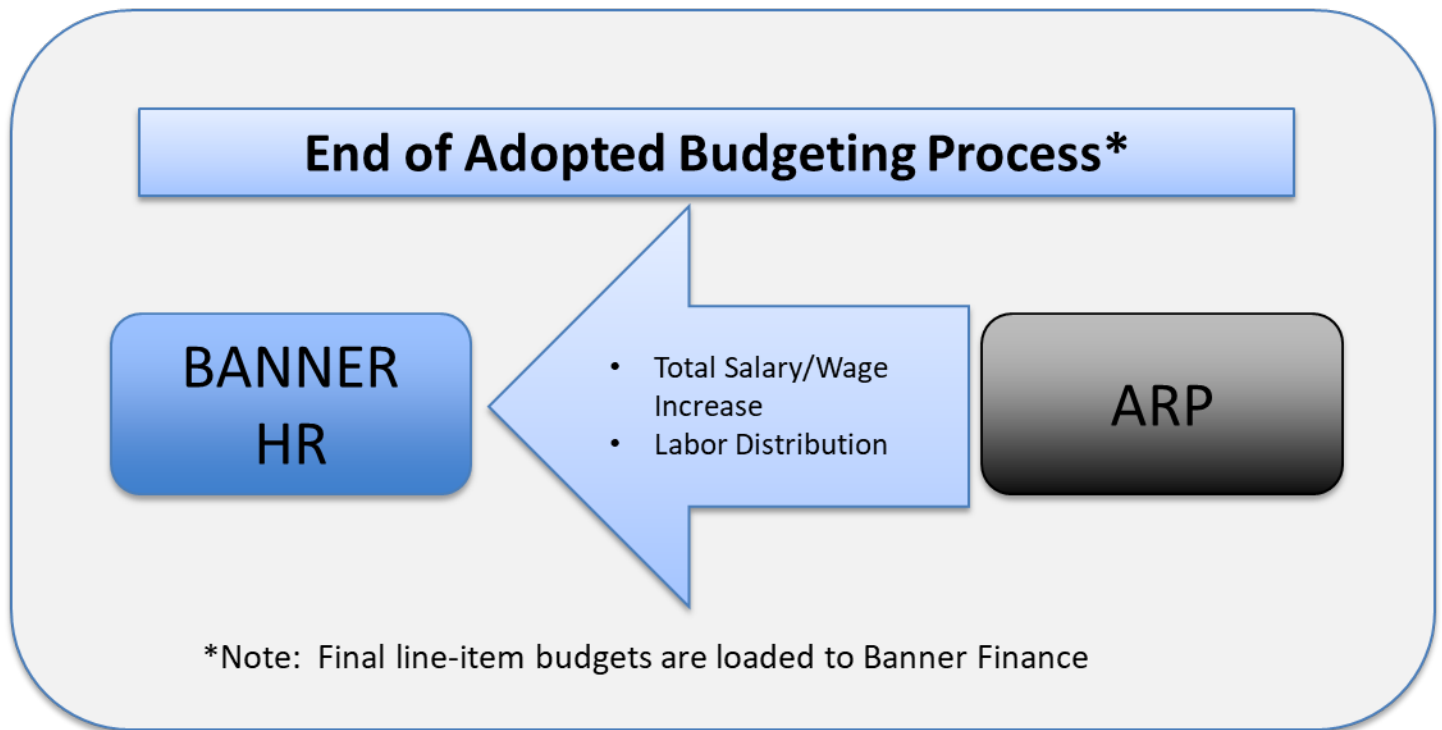 End of Adopted Budgeting Process*
BANNER
HR
• Total Salary/Wage
Increase
• Labor Distribution
ARP
*Note: Final line-item budgets are loaded to Banner Finance